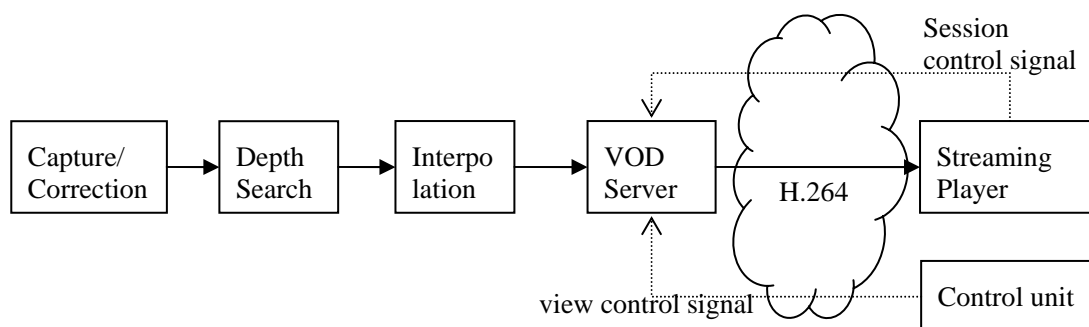 Session
control signal
Capture/
Correction
Depth
Search
Interpo
lation
VOD
Server
H.264
Streaming
Player
view control signal
Control unit